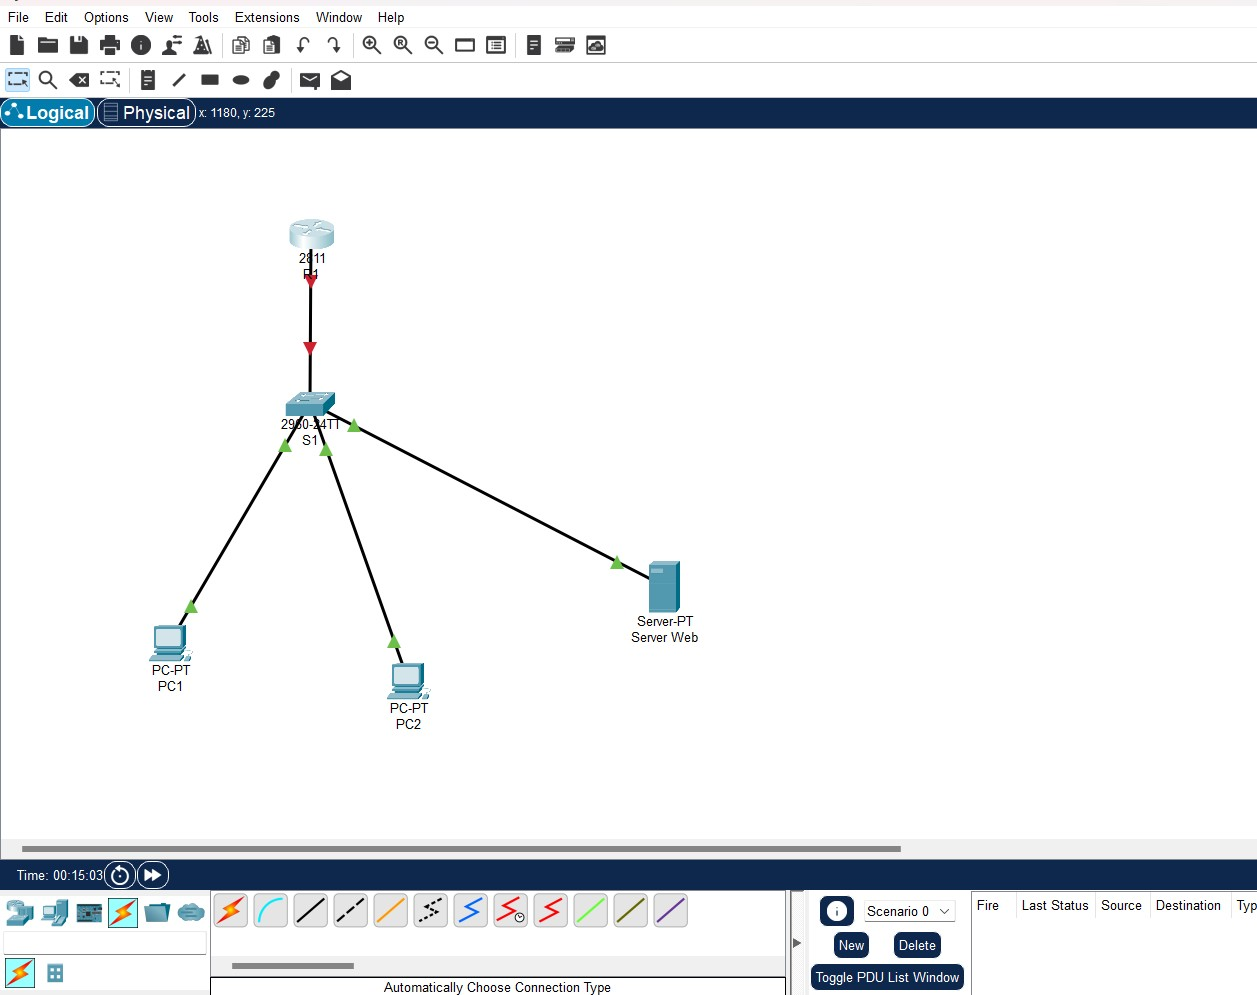 File Edit Options View Tools Extensions Window Help
Logical Physical x: 1180, y: 225
2811
R1
2960-24TT
S1
Server-PT
Server Web
PC-PT
PC1
PC-PT
PC2
Time: 00:15:03
Scenario 0
Fire Last Status Source Destination Typ
New Delete
Toggle PDU List Window
Automatically Choose Connection Type